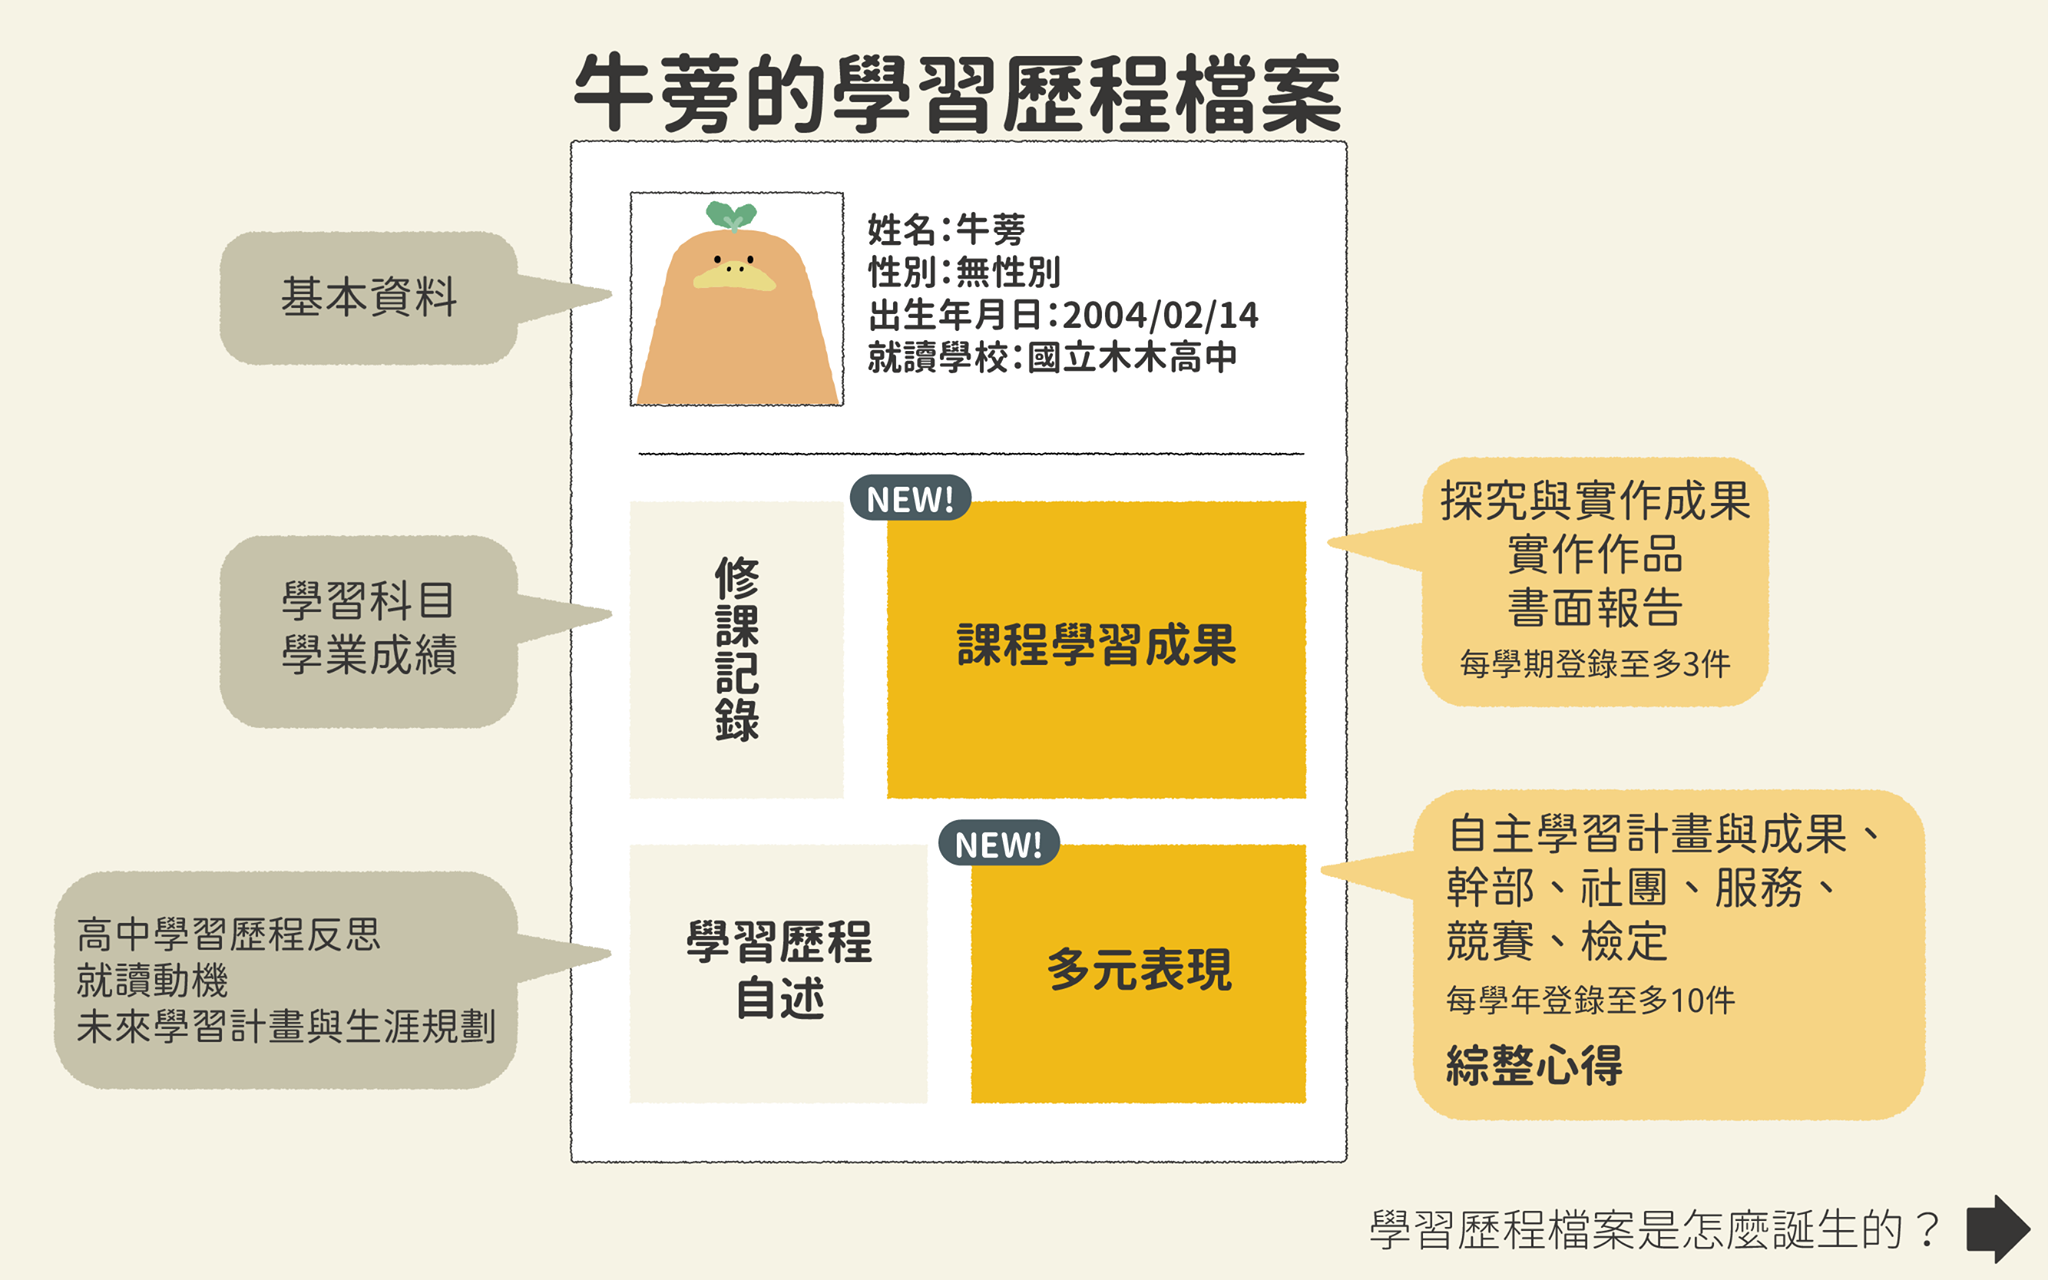 牛蒡的學習歷程檔案
基本資料
姓名：牛蒡
性別：無性別
出生年月日：2004/02/14
就讀學校：國立木木高中
學習科目
學業成績
修課記錄
NEW!
課程學習成果
探究與實作成果
實作作品
書面報告
每學期登錄至多3件
高中學習歷程反思
就讀動機
未來學習計畫與生涯規劃
學習歷程
自述
NEW!
多元表現
自主學習計畫與成果、
幹部、社團、服務、
競賽、檢定
每學年登錄至多10件
綜整心得
學習歷程檔案是怎麼誕生的？